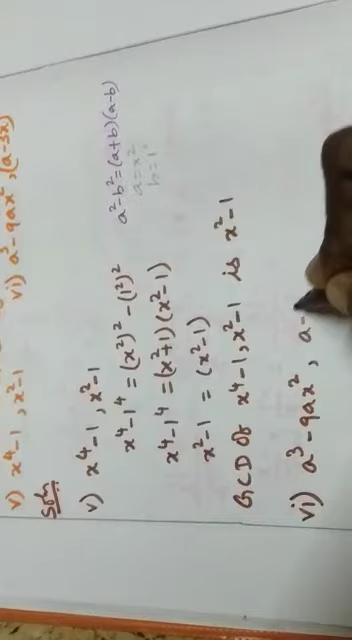 v) x⁴-1, x²-1 vi) a³-9ax², (a-3x)
Soln
v) x⁴-1, x²-1
x⁴-1⁴ = (x²)² - (1²)²
a²-b² = (a+b)(a-b)
a=x²
b=1
x⁴-1⁴ = (x²+1)(x²-1)
x²-1 = (x²-1)
GCD of x⁴-1, x²-1 is x²-1
vi) a³-9ax², a-